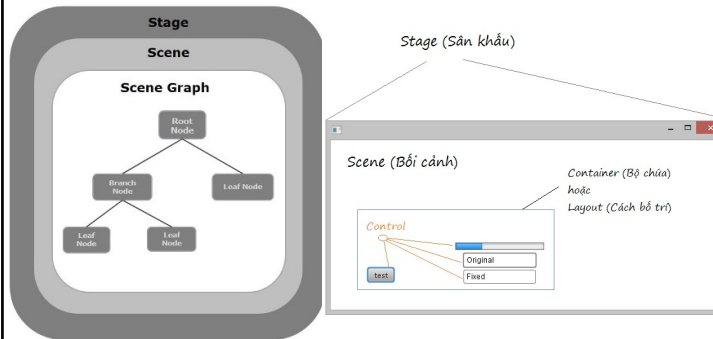 Stage
Scene
Scene Graph
Root
Node
Branch
Node
Leaf Node
Leaf
Node
Leaf
Node
Stage (Sân khấu)
Scene (Bối cảnh)
Container (Bộ chứa)
hoặc
Layout (Cách bố trí)
Control
Original
test
Fixed